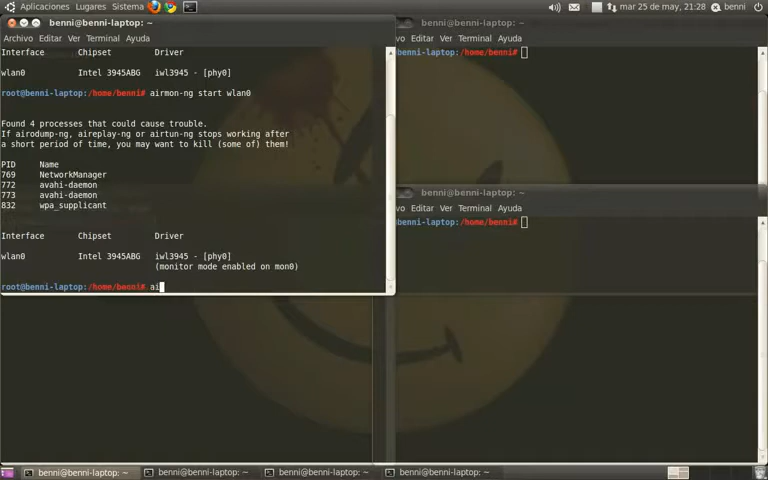 Aplicaciones Lugares Sistema
mar 25 de may, 21:28 benni
benni@benni-laptop: ~
Archivo Editar Ver Terminal Ayuda
Interface Chipset Driver
wlan0 Intel 3945ABG iwl3945 - [phy0]
root@benni-laptop:/home/benni# airmon-ng start wlan0
Found 4 processes that could cause trouble.
If airodump-ng, aireplay-ng or airtun-ng stops working after
a short period of time, you may want to kill (some of) them!
PID Name
769 NetworkManager
772 avahi-daemon
773 avahi-daemon
832 wpa_supplicant
Interface Chipset Driver
wlan0 Intel 3945ABG iwl3945 - [phy0]
(monitor mode enabled on mon0)
root@benni-laptop:/home/benni# ai
benni@benni-laptop: ~
vo Editar Ver Terminal Ayuda
benni-laptop:/home/benni#
benni@benni-laptop: ~
vo Editar Ver Terminal Ayuda
benni-laptop:/home/benni#
benni@benni-laptop: ~ benni@benni-laptop: ~ benni@benni-laptop: ~ benni@benni-laptop: ~